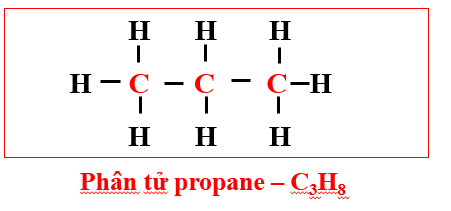 H H H
H – C – C – C – H
H H H
Phân tử propane – C₃H₈